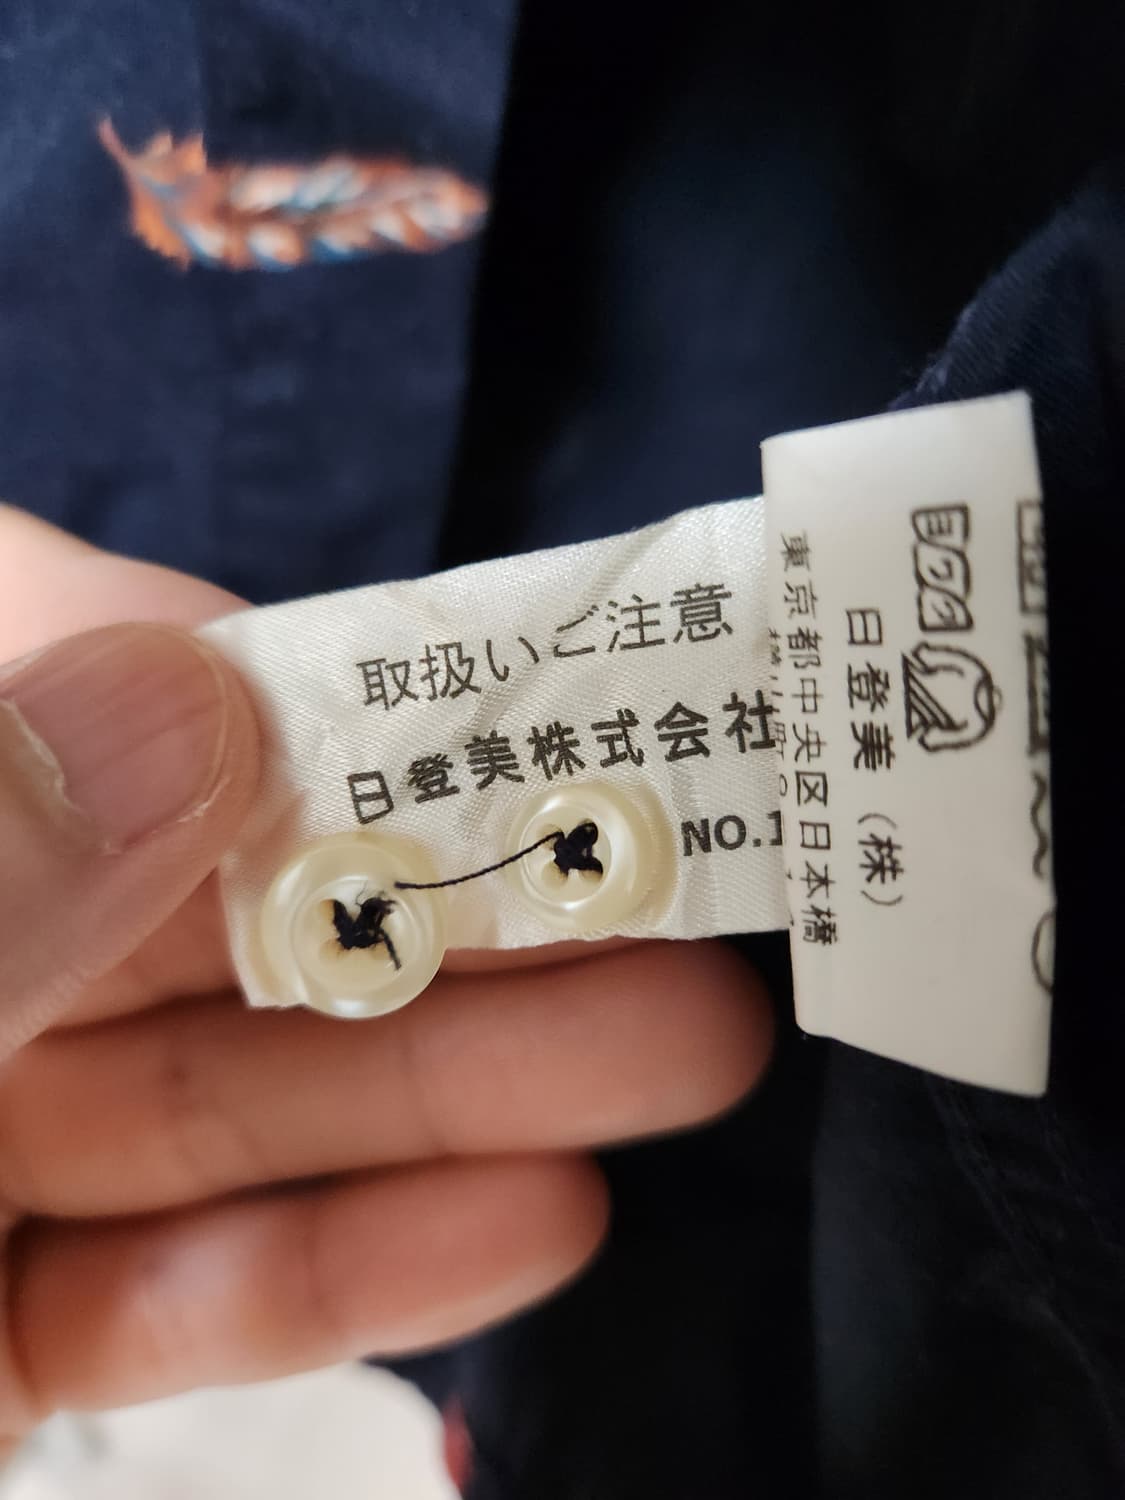 取扱いご注意
日登美株式会社
NO.1
日登美（株）
東京都中央区日本橋